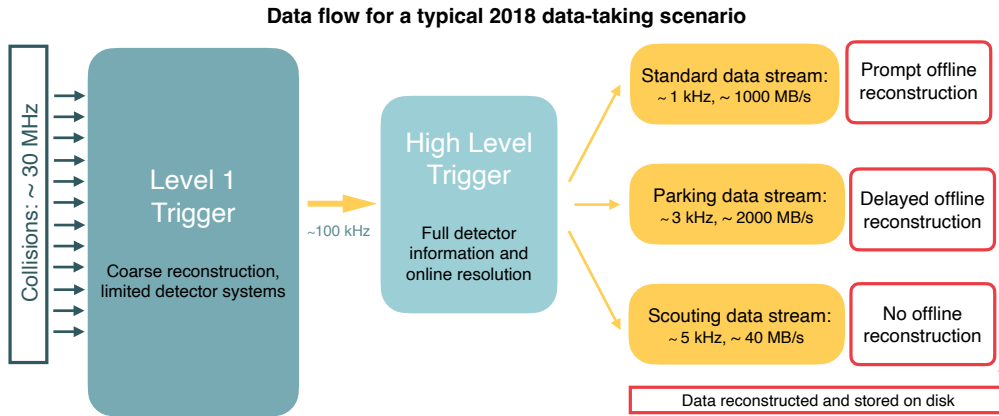 Data flow for a typical 2018 data-taking scenario
Collisions: ~ 30 MHz
Level 1
Trigger
Coarse reconstruction,
limited detector systems
~100 kHz
High Level
Trigger
Full detector
information and
online resolution
Standard data stream:
~ 1 kHz, ~ 1000 MB/s
Prompt offline
reconstruction
Parking data stream:
~ 3 kHz, ~ 2000 MB/s
Delayed offline
reconstruction
Scouting data stream:
~ 5 kHz, ~ 40 MB/s
No offline
reconstruction
Data reconstructed and stored on disk